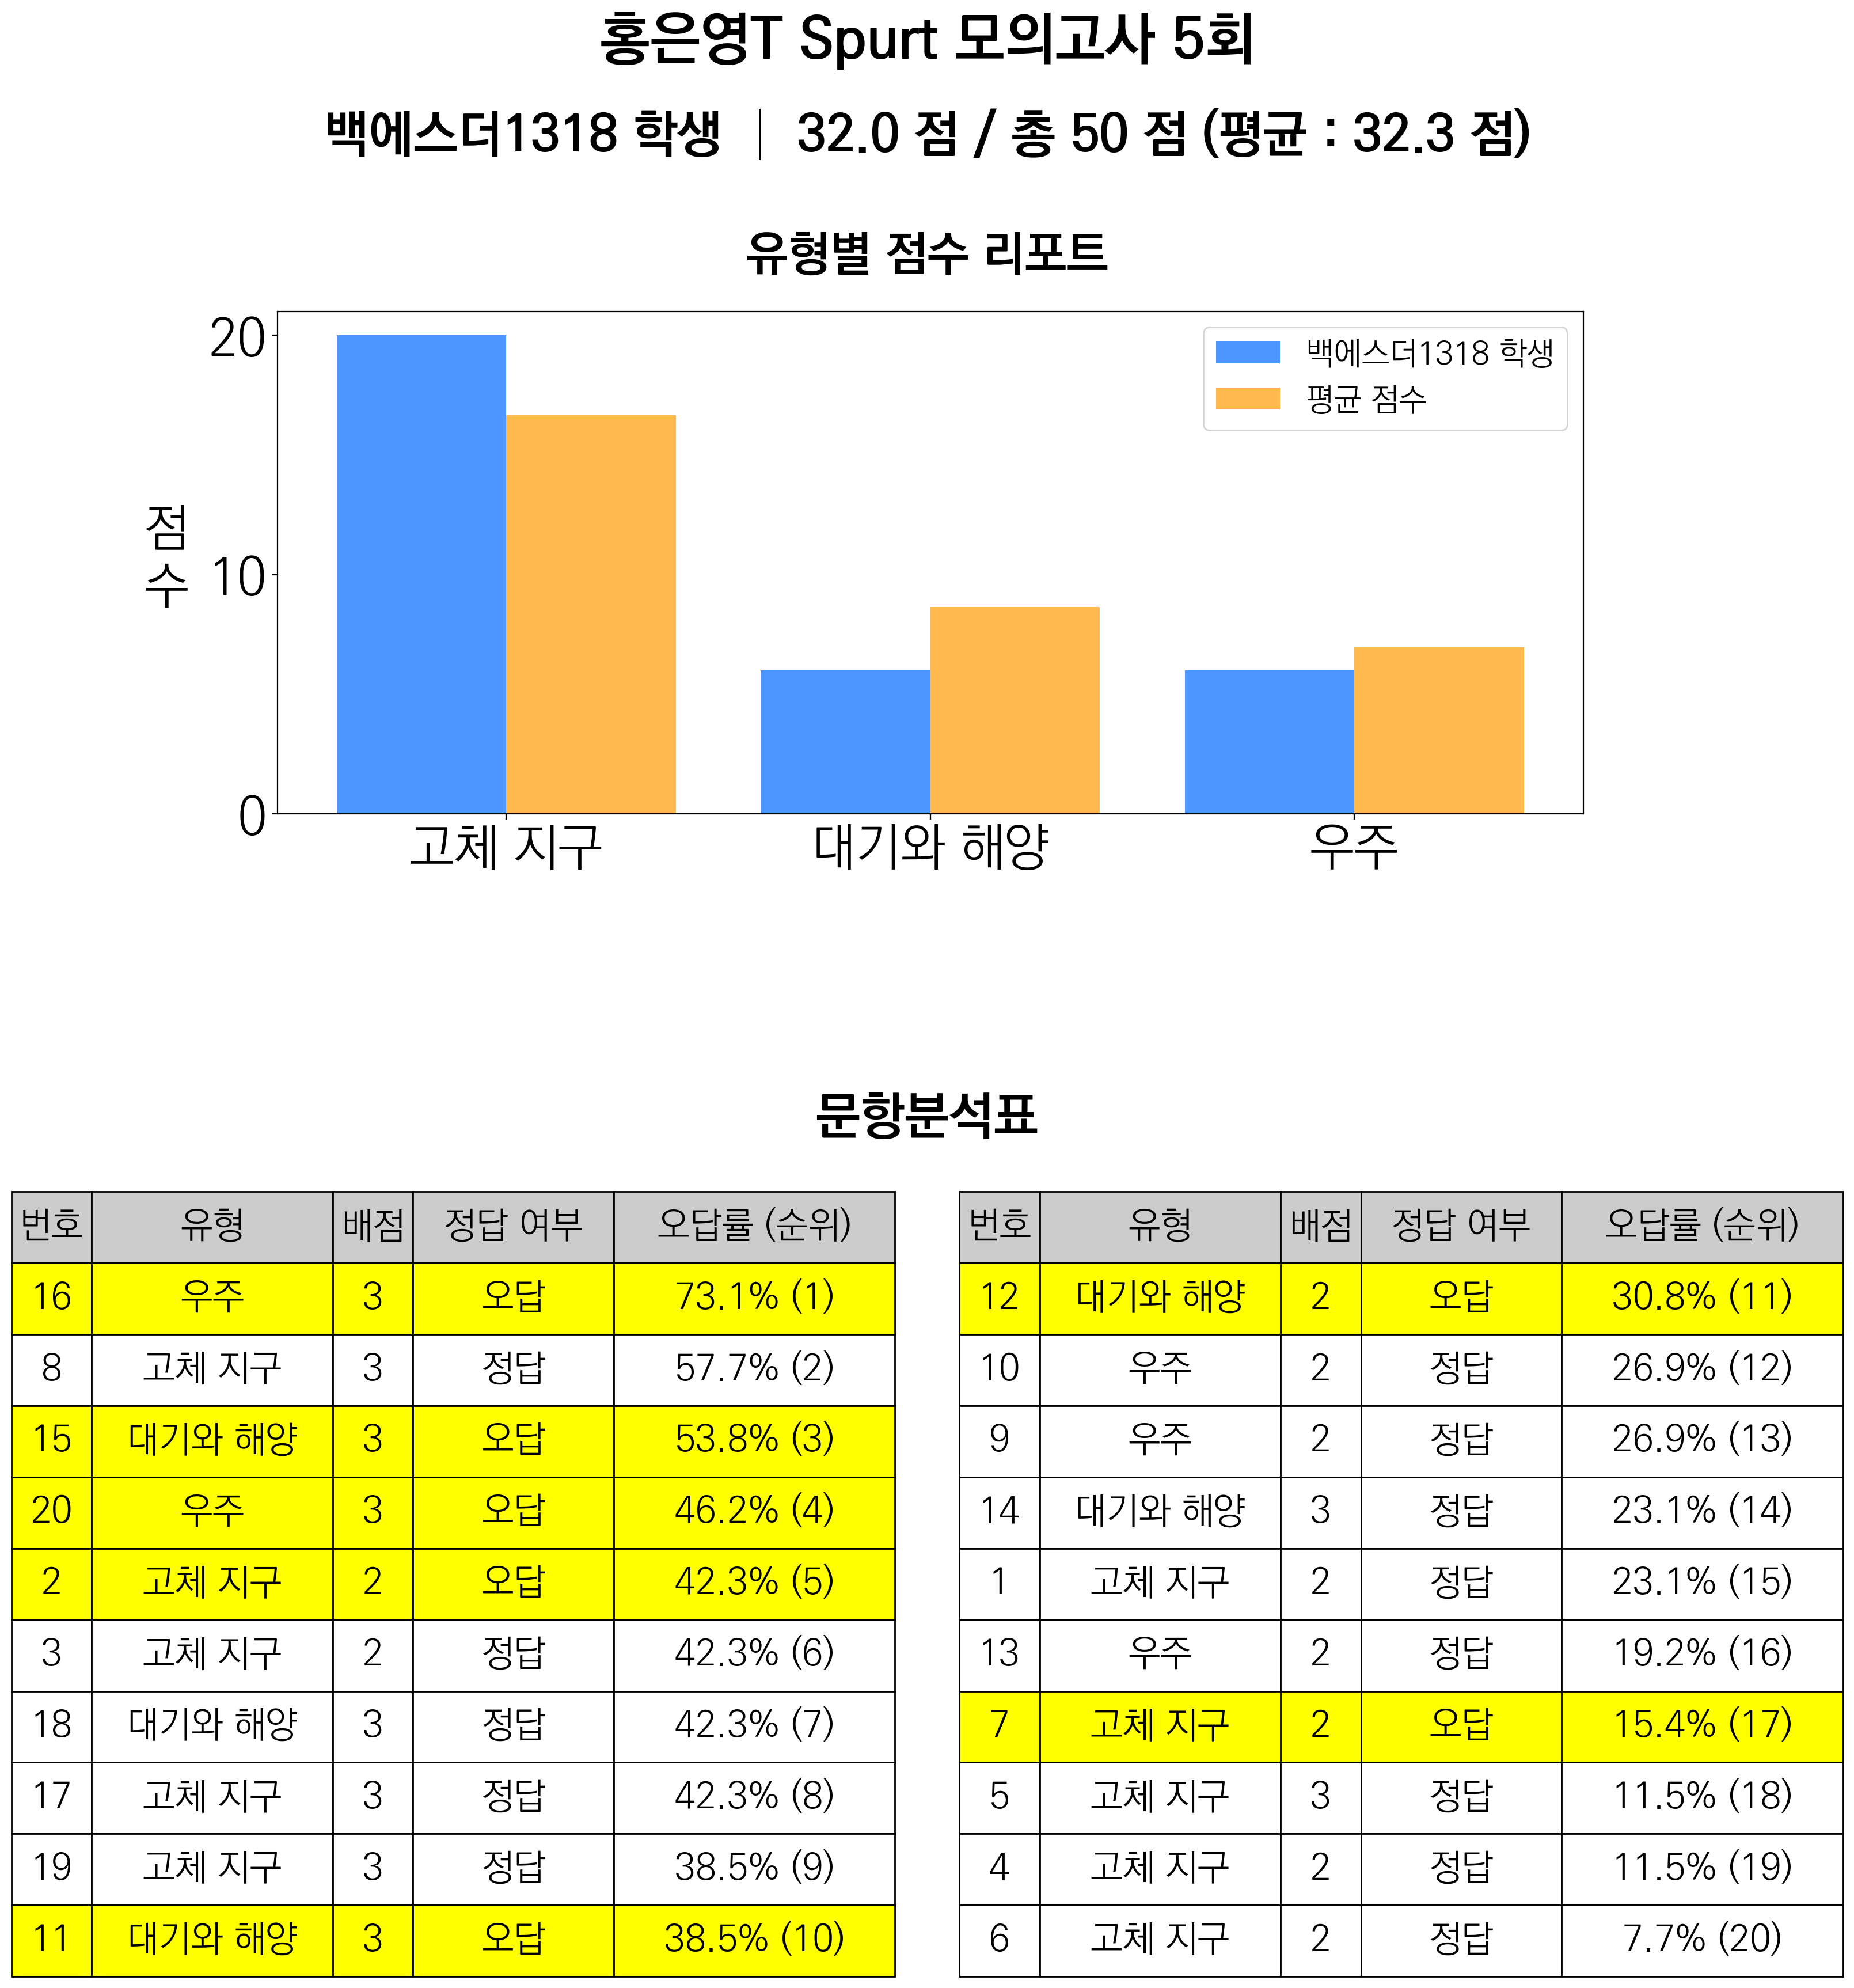 홍은영T Spurt 모의고사 5회
백에스더1318 학생 │ 32.0 점 / 총 50 점 (평균 : 32.3 점)
유형별 점수 리포트
백에스더1318 학생
평균 점수
점수
20
10
0
고체 지구 대기와 해양 우주
문항분석표
번호 유형 배점 정답 여부 오답률 (순위)
16 우주 3 오답 73.1% (1)
8 고체 지구 3 정답 57.7% (2)
15 대기와 해양 3 오답 53.8% (3)
20 우주 3 오답 46.2% (4)
2 고체 지구 2 오답 42.3% (5)
3 고체 지구 2 정답 42.3% (6)
18 대기와 해양 3 정답 42.3% (7)
17 고체 지구 3 정답 42.3% (8)
19 고체 지구 3 정답 38.5% (9)
11 대기와 해양 3 오답 38.5% (10)
번호 유형 배점 정답 여부 오답률 (순위)
12 대기와 해양 2 오답 30.8% (11)
10 우주 2 정답 26.9% (12)
9 우주 2 정답 26.9% (13)
14 대기와 해양 3 정답 23.1% (14)
1 고체 지구 2 정답 23.1% (15)
13 우주 2 정답 19.2% (16)
7 고체 지구 2 오답 15.4% (17)
5 고체 지구 3 정답 11.5% (18)
4 고체 지구 2 정답 11.5% (19)
6 고체 지구 2 정답 7.7% (20)